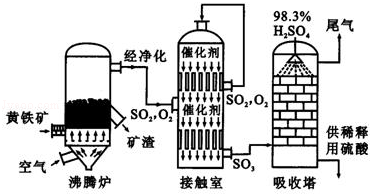 98.3%
H₂SO₄
尾气
经净化
催化剂
SO₂,O₂
SO₂,O₂
催化剂
黄铁矿
矿渣
空气
SO₃
供稀释
用硫酸
沸腾炉
接触室
吸收塔